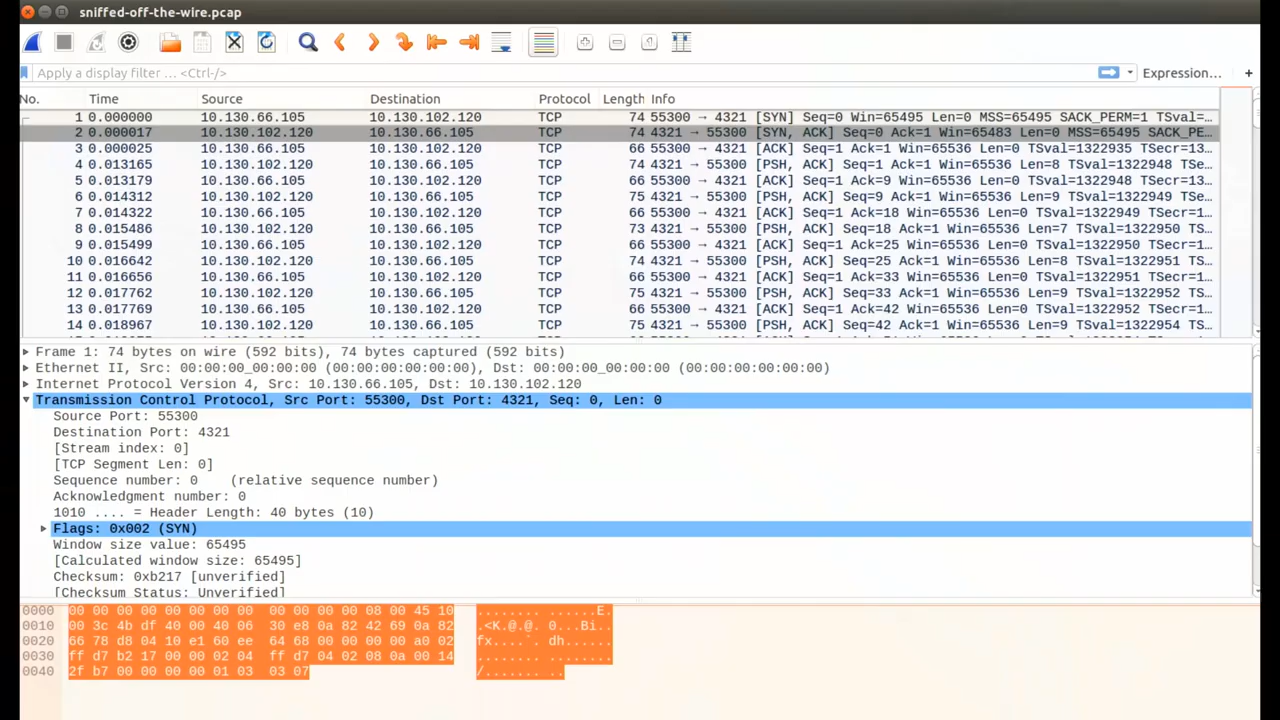 sniffed-off-the-wire.pcap
Apply a display filter … <Ctrl-/>
Expression…
+
No. Time Source Destination Protocol Length Info
1 0.000000 10.130.66.105 10.130.102.120 TCP 74 55300 → 4321 [SYN] Seq=0 Win=65495 Len=0 MSS=65495 SACK_PERM=1 TSval=…
2 0.000017 10.130.102.120 10.130.66.105 TCP 74 4321 → 55300 [SYN, ACK] Seq=0 Ack=1 Win=65483 Len=0 MSS=65495 SACK_PE…
3 0.000025 10.130.66.105 10.130.102.120 TCP 66 55300 → 4321 [ACK] Seq=1 Ack=1 Win=65536 Len=0 TSval=1322935 TSecr=13…
4 0.013165 10.130.102.120 10.130.66.105 TCP 74 4321 → 55300 [PSH, ACK] Seq=1 Ack=1 Win=65536 Len=8 TSval=1322948 TSe…
5 0.013179 10.130.66.105 10.130.102.120 TCP 66 55300 → 4321 [ACK] Seq=1 Ack=9 Win=65536 Len=0 TSval=1322948 TSecr=13…
6 0.014312 10.130.102.120 10.130.66.105 TCP 75 4321 → 55300 [PSH, ACK] Seq=9 Ack=1 Win=65536 Len=9 TSval=1322949 TSe…
7 0.014322 10.130.66.105 10.130.102.120 TCP 66 55300 → 4321 [ACK] Seq=1 Ack=18 Win=65536 Len=0 TSval=1322949 TSecr=1…
8 0.015486 10.130.102.120 10.130.66.105 TCP 73 4321 → 55300 [PSH, ACK] Seq=18 Ack=1 Win=65536 Len=7 TSval=1322950 TS…
9 0.015499 10.130.66.105 10.130.102.120 TCP 66 55300 → 4321 [ACK] Seq=1 Ack=25 Win=65536 Len=0 TSval=1322950 TSecr=1…
10 0.016642 10.130.102.120 10.130.66.105 TCP 74 4321 → 55300 [PSH, ACK] Seq=25 Ack=1 Win=65536 Len=8 TSval=1322951 TS…
11 0.016656 10.130.66.105 10.130.102.120 TCP 66 55300 → 4321 [ACK] Seq=1 Ack=33 Win=65536 Len=0 TSval=1322951 TSecr=1…
12 0.017762 10.130.102.120 10.130.66.105 TCP 75 4321 → 55300 [PSH, ACK] Seq=33 Ack=1 Win=65536 Len=9 TSval=1322952 TS…
13 0.017769 10.130.66.105 10.130.102.120 TCP 66 55300 → 4321 [ACK] Seq=1 Ack=42 Win=65536 Len=0 TSval=1322952 TSecr=1…
14 0.018967 10.130.102.120 10.130.66.105 TCP 75 4321 → 55300 [PSH, ACK] Seq=42 Ack=1 Win=65536 Len=9 TSval=1322954 TS…
Frame 1: 74 bytes on wire (592 bits), 74 bytes captured (592 bits)
Ethernet II, Src: 00:00:00_00:00:00 (00:00:00:00:00:00), Dst: 00:00:00_00:00:00 (00:00:00:00:00:00)
Internet Protocol Version 4, Src: 10.130.66.105, Dst: 10.130.102.120
Transmission Control Protocol, Src Port: 55300, Dst Port: 4321, Seq: 0, Len: 0
Source Port: 55300
Destination Port: 4321
[Stream index: 0]
[TCP Segment Len: 0]
Sequence number: 0 (relative sequence number)
Acknowledgment number: 0
1010 .... = Header Length: 40 bytes (10)
Flags: 0x002 (SYN)
Window size value: 65495
[Calculated window size: 65495]
Checksum: 0xb217 [unverified]
[Checksum Status: Unverified]
0000 00 00 00 00 00 00 00 00 00 00 00 00 08 00 45 10 ........ ......E.
0010 00 3c 4b df 40 00 40 06 30 e8 0a 82 42 69 0a 82 .<K.@.@. 0...Bi..
0020 66 78 d8 04 10 e1 60 ee 64 68 00 00 00 00 a0 02 fx....`. dh......
0030 ff d7 b2 17 00 00 02 04 ff d7 04 02 08 0a 00 14 ........ ........
0040 2f b7 00 00 00 00 01 03 03 07 /....... ..